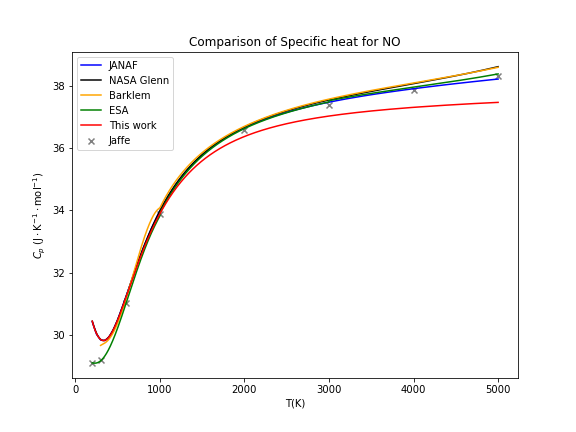 Comparison of Specific heat for NO
JANAF
NASA Glenn
Barklem
ESA
This work
Jaffe
38
36
34
32
30
C_p (J · K⁻¹ · mol⁻¹)
0
1000
2000
3000
4000
5000
T(K)